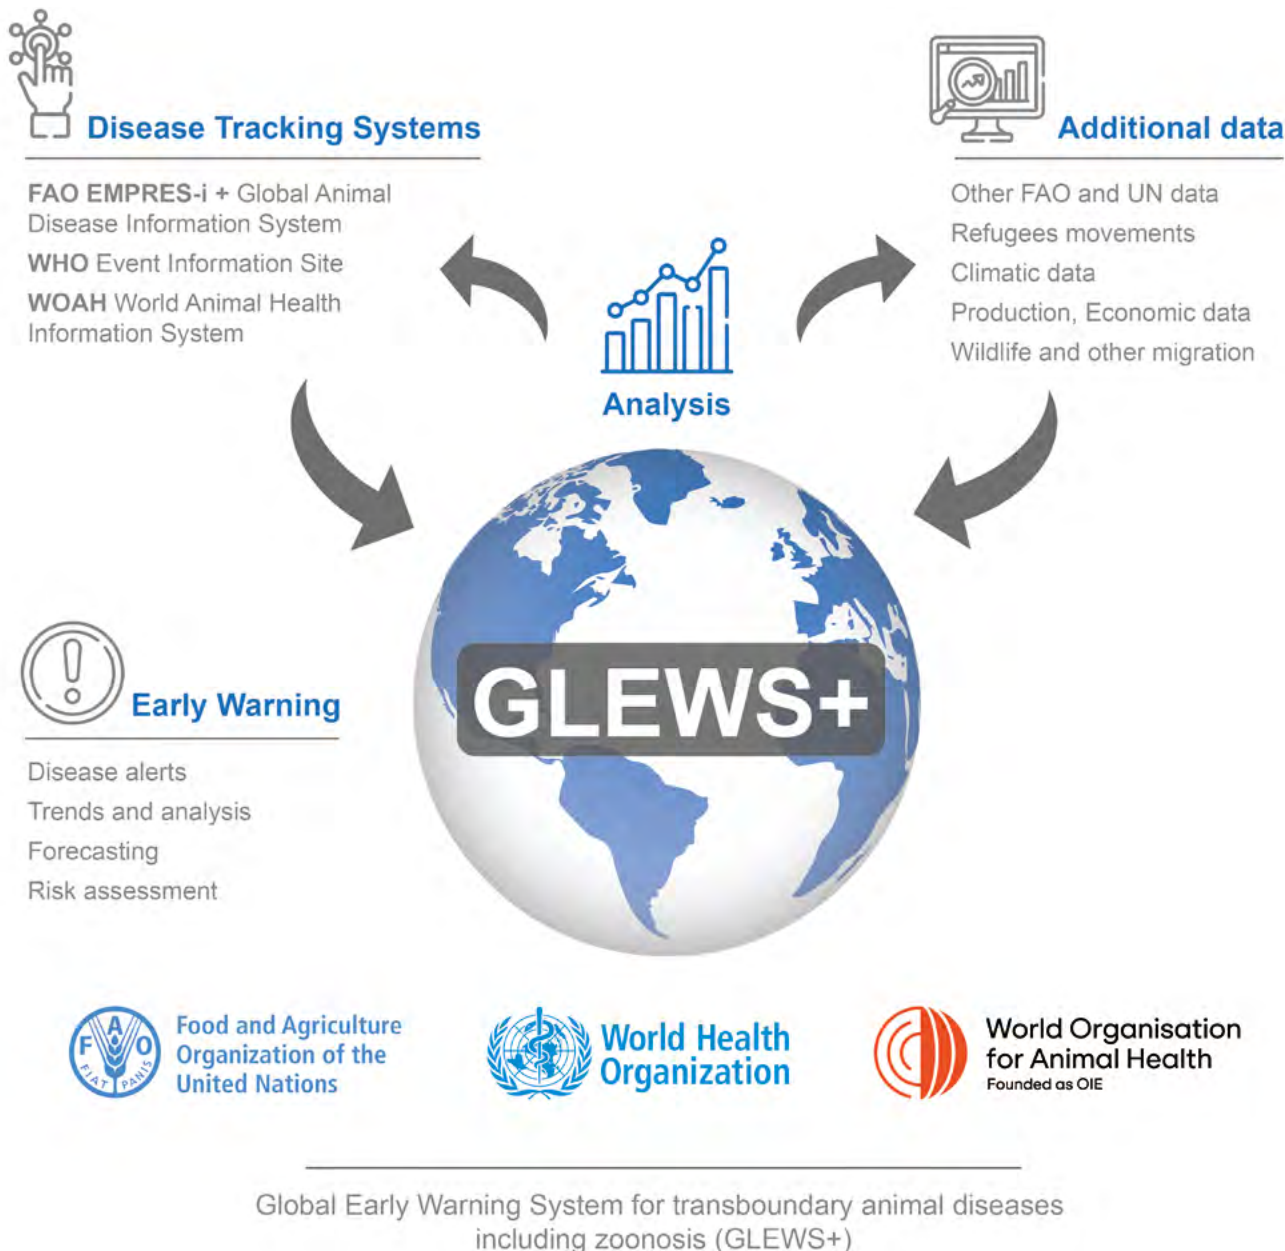 Disease Tracking Systems
FAO EMPRES-i + Global Animal
Disease Information System
WHO Event Information Site
WOAH World Animal Health
Information System
Additional data
Other FAO and UN data
Refugees movements
Climatic data
Production, Economic data
Wildlife and other migration
Analysis
GLEWS+
Early Warning
Disease alerts
Trends and analysis
Forecasting
Risk assessment
F A O
FIAT PANIS
Food and Agriculture
Organization of the
United Nations
World Health
Organization
World Organisation
for Animal Health
Founded as OIE
Global Early Warning System for transboundary animal diseases
including zoonosis (GLEWS+)